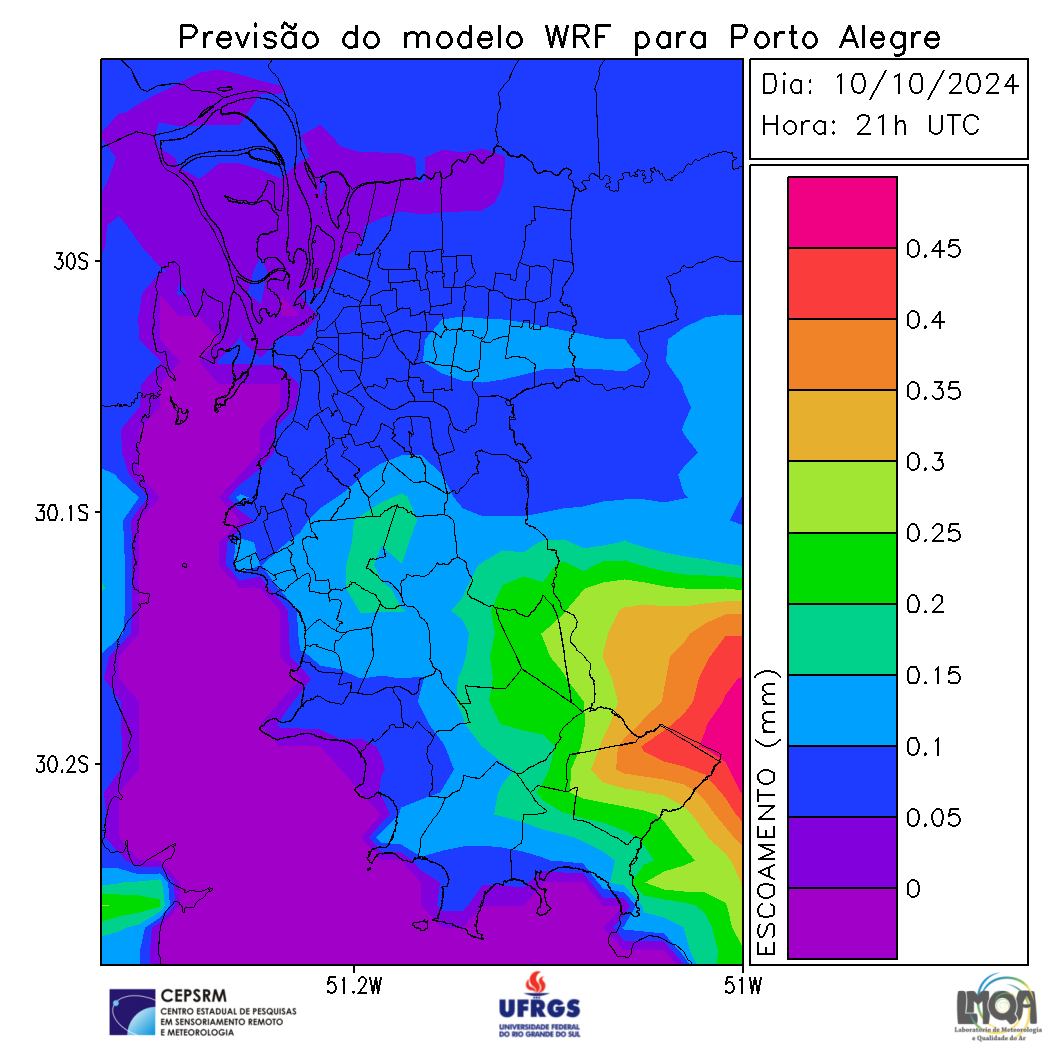 Previsão do modelo WRF para Porto Alegre
Dia: 10/10/2024
Hora: 21h UTC
30S
30.1S
30.2S
51.2W
51W
ESCOAMENTO (mm)
0.45
0.4
0.35
0.3
0.25
0.2
0.15
0.1
0.05
0
CEPSRM
CENTRO ESTADUAL DE PESQUISAS
EM SENSORIAMENTO REMOTO
E METEOROLOGIA
UFRGS
UNIVERSIDADE FEDERAL
DO RIO GRANDE DO SUL
LMQA
Laboratório de Meteorologia
e Qualidade do Ar